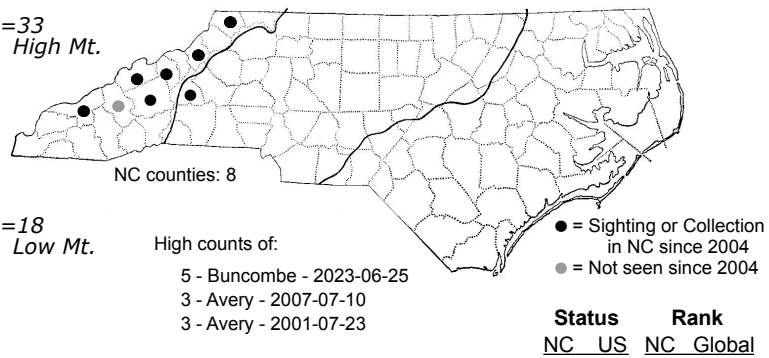 =33
High Mt.
NC counties: 8
=18
Low Mt.
High counts of:
5 - Buncombe - 2023-06-25
3 - Avery - 2007-07-10
3 - Avery - 2001-07-23
● = Sighting or Collection
in NC since 2004
● = Not seen since 2004
Status Rank
NC US NC Global